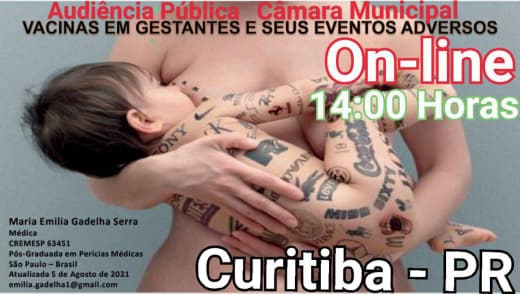 Audiência Pública Câmara Municipal
VACINAS EM GESTANTES E SEUS EVENTOS ADVERSOS
On-line
14:00 Horas
SONY
Maria Emilia Gadelha Serra
Médica
CREMESP 63451
Pós-Graduada em Perícias Médicas
São Paulo – Brasil
Atualizada 5 de Agosto de 2021
emilia.gadelha1@gmail.com
Curitiba - PR